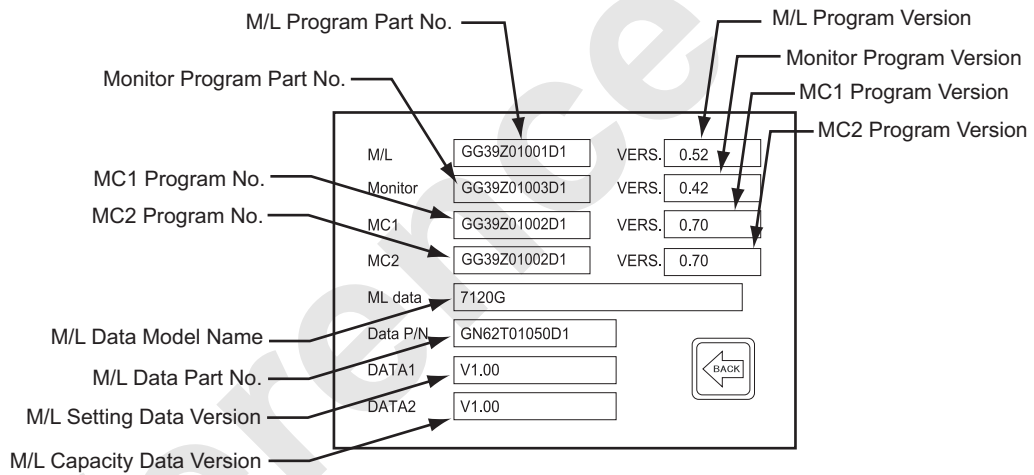 M/L Program Part No.
M/L Program Version
Monitor Program Part No.
Monitor Program Version
MC1 Program Version
MC2 Program Version
MC1 Program No.
MC2 Program No.
M/L GG39Z01001D1 VERS. 0.52
Monitor GG39Z01003D1 VERS. 0.42
MC1 GG39Z01002D1 VERS. 0.70
MC2 GG39Z01002D1 VERS. 0.70
ML data 7120G
Data P/N GN62T01050D1
DATA1 V1.00
DATA2 V1.00
BACK
M/L Data Model Name
M/L Data Part No.
M/L Setting Data Version
M/L Capacity Data Version